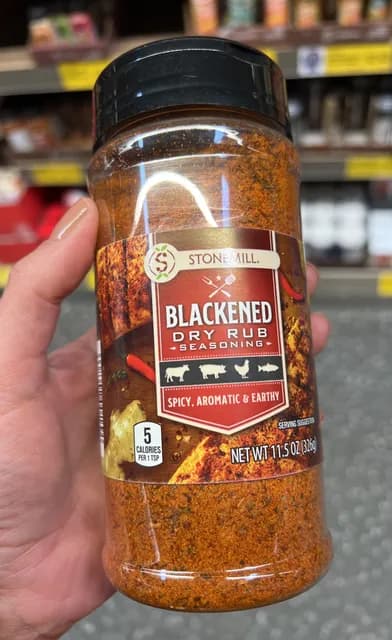 S
STONEMILL.
BLACKENED
DRY RUB
SEASONING
SPICY, AROMATIC & EARTHY
5
CALORIES
PER 1 TSP
SERVING SUGGESTION
NET WT 11.5 OZ (326g)